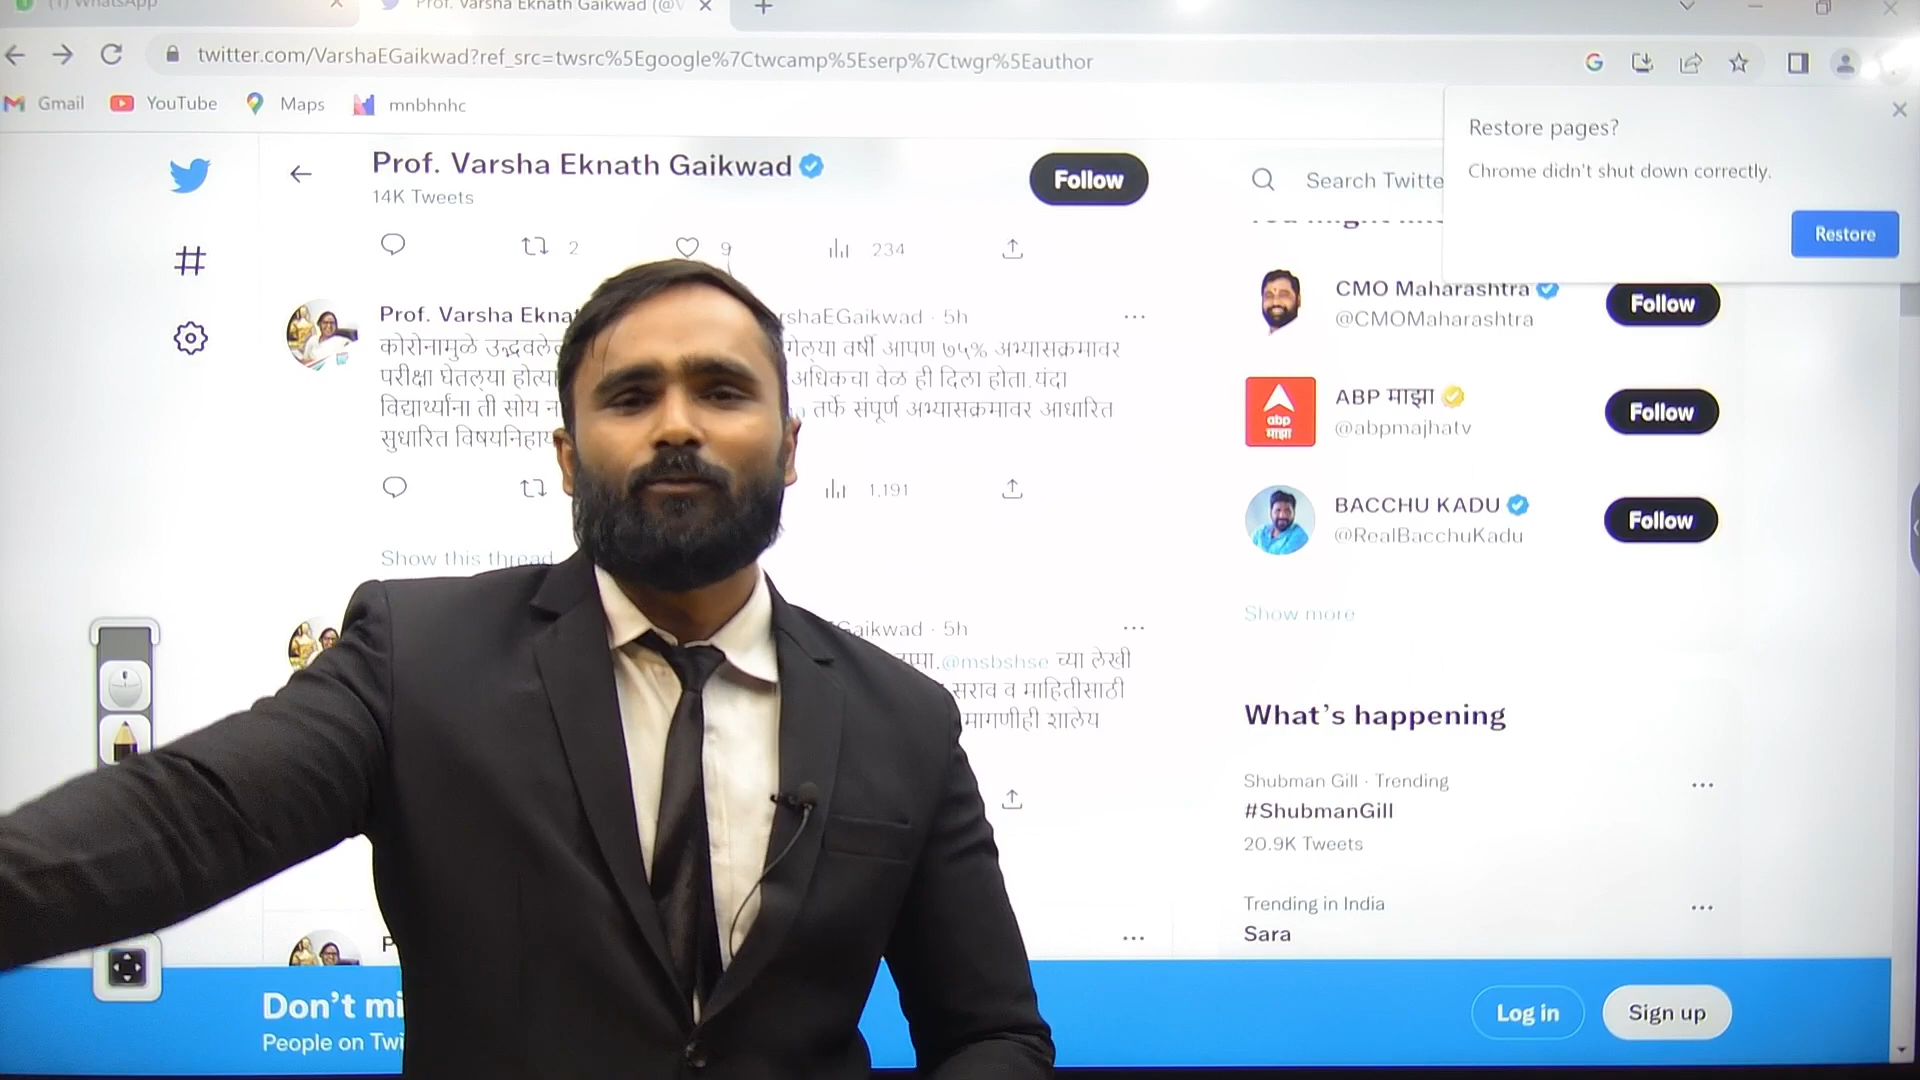 (1) WhatsApp
Prof. Varsha Eknath Gaikwad (@V
twitter.com/VarshaEGaikwad?ref_src=twsrc%5Egoogle%7Ctwcamp%5Eserp%7Ctwgr%5Eauthor
Gmail
YouTube
Maps
mnbhnhc
Restore pages?
Chrome didn't shut down correctly.
Restore
Prof. Varsha Eknath Gaikwad
14K Tweets
Follow
Search Twitte
2
9
234
Prof. Varsha Ekna rshaEGaikwad · 5h
कोरोनामुळे उद्भवले गेल्या वर्षी आपण ७५% अभ्यासक्रमावर
परीक्षा घेतल्या होत्या अधिकचा वेळ ही दिला होता.यंदा
विद्यार्थ्यांना ती सोय न तर्फे संपूर्ण अभ्यासक्रमावर आधारित
सुधारित विषयनिहाय
1,191
Show this thread
Gaikwad · 5h
@msbshse च्या लेखी
सराव व माहितीसाठी
मागणीही शालेय
CMO Maharashtra
@CMOMaharashtra
Follow
ABP माझा
@abpmajhatv
Follow
abp
माझा
BACCHU KADU
@RealBacchuKadu
Follow
Show more
What's happening
Shubman Gill · Trending
#ShubmanGill
20.9K Tweets
Trending in India
Sara
P
Don't mi
People on Twi
Log in
Sign up